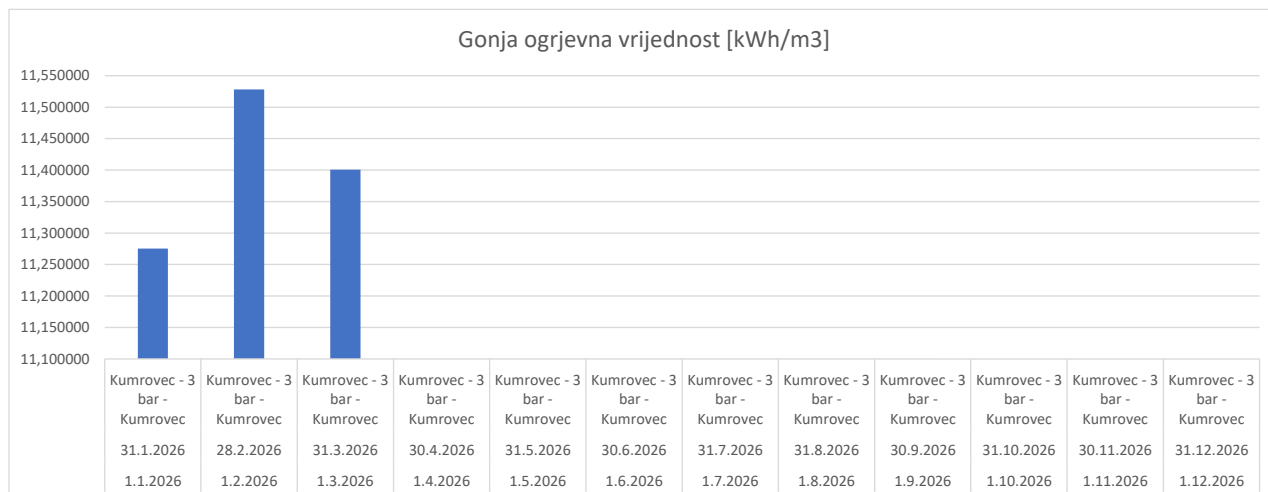 Gonja ogrjevna vrijednost [kWh/m3]
11,550000
11,500000
11,450000
11,400000
11,350000
11,300000
11,250000
11,200000
11,150000
11,100000
Kumrovec - 3 Kumrovec - 3 Kumrovec - 3 Kumrovec - 3 Kumrovec - 3 Kumrovec - 3 Kumrovec - 3 Kumrovec - 3 Kumrovec - 3 Kumrovec - 3 Kumrovec - 3 Kumrovec - 3
bar - bar - bar - bar - bar - bar - bar - bar - bar - bar - bar - bar -
Kumrovec Kumrovec Kumrovec Kumrovec Kumrovec Kumrovec Kumrovec Kumrovec Kumrovec Kumrovec Kumrovec Kumrovec
31.1.2026 28.2.2026 31.3.2026 30.4.2026 31.5.2026 30.6.2026 31.7.2026 31.8.2026 30.9.2026 31.10.2026 30.11.2026 31.12.2026
1.1.2026 1.2.2026 1.3.2026 1.4.2026 1.5.2026 1.6.2026 1.7.2026 1.8.2026 1.9.2026 1.10.2026 1.11.2026 1.12.2026